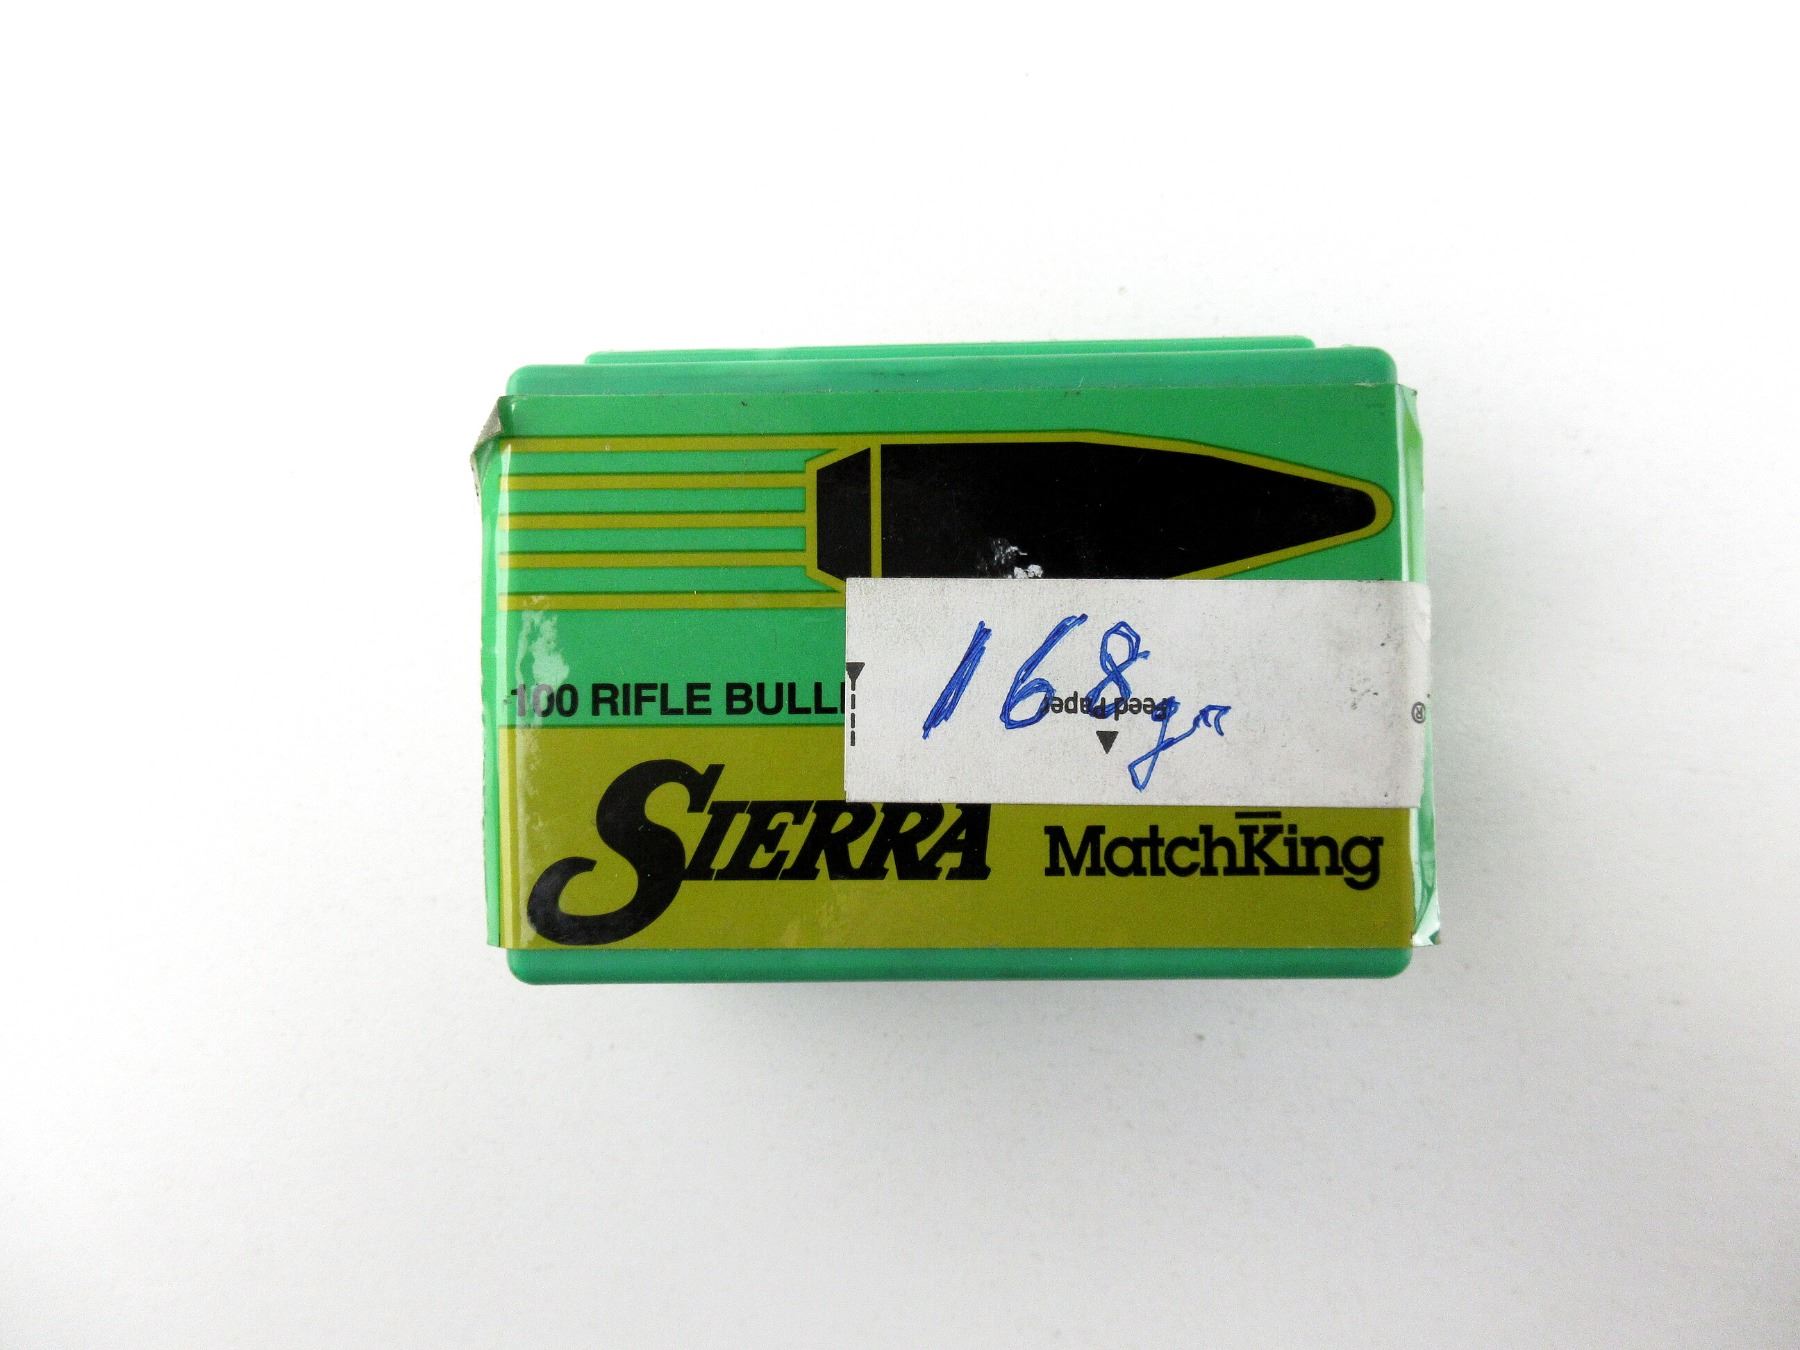 168gr
Feed Paper
100 RIFLE BULL
®
SIERRA MatchKing